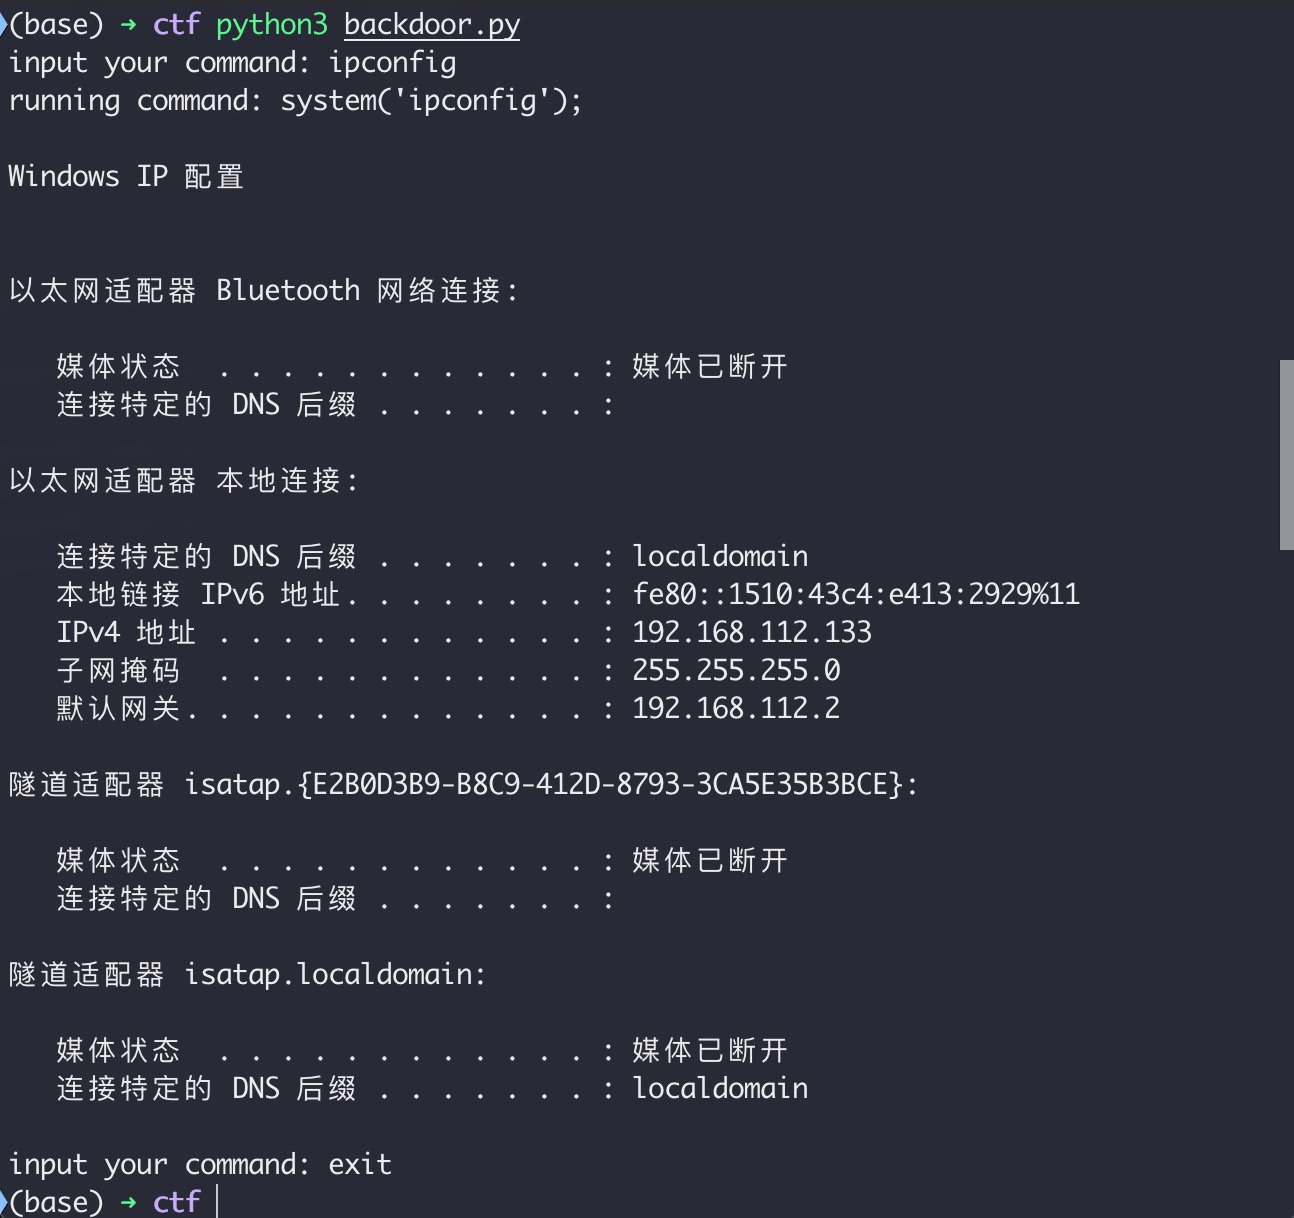 (base) → ctf python3 backdoor.py
input your command: ipconfig
running command: system('ipconfig');
Windows IP 配置
以太网适配器 Bluetooth 网络连接:
媒体状态  . . . . . . . . . . . . : 媒体已断开
连接特定的 DNS 后缀 . . . . . . . :
以太网适配器 本地连接:
连接特定的 DNS 后缀 . . . . . . . : localdomain
本地链接 IPv6 地址. . . . . . . . : fe80::1510:43c4:e413:2929%11
IPv4 地址 . . . . . . . . . . . . : 192.168.112.133
子网掩码  . . . . . . . . . . . . : 255.255.255.0
默认网关. . . . . . . . . . . . . : 192.168.112.2
隧道适配器 isatap.{E2B0D3B9-B8C9-412D-8793-3CA5E35B3BCE}:
媒体状态  . . . . . . . . . . . . : 媒体已断开
连接特定的 DNS 后缀 . . . . . . . :
隧道适配器 isatap.localdomain:
媒体状态  . . . . . . . . . . . . : 媒体已断开
连接特定的 DNS 后缀 . . . . . . . : localdomain
input your command: exit
(base) → ctf